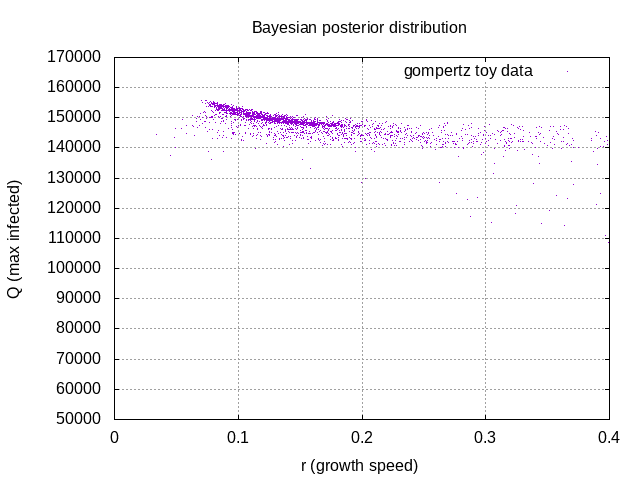 Bayesian posterior distribution
gompertz toy data
170000
160000
150000
140000
130000
120000
110000
100000
90000
80000
70000
60000
50000
Q (max infected)
0 0.1 0.2 0.3 0.4
r (growth speed)